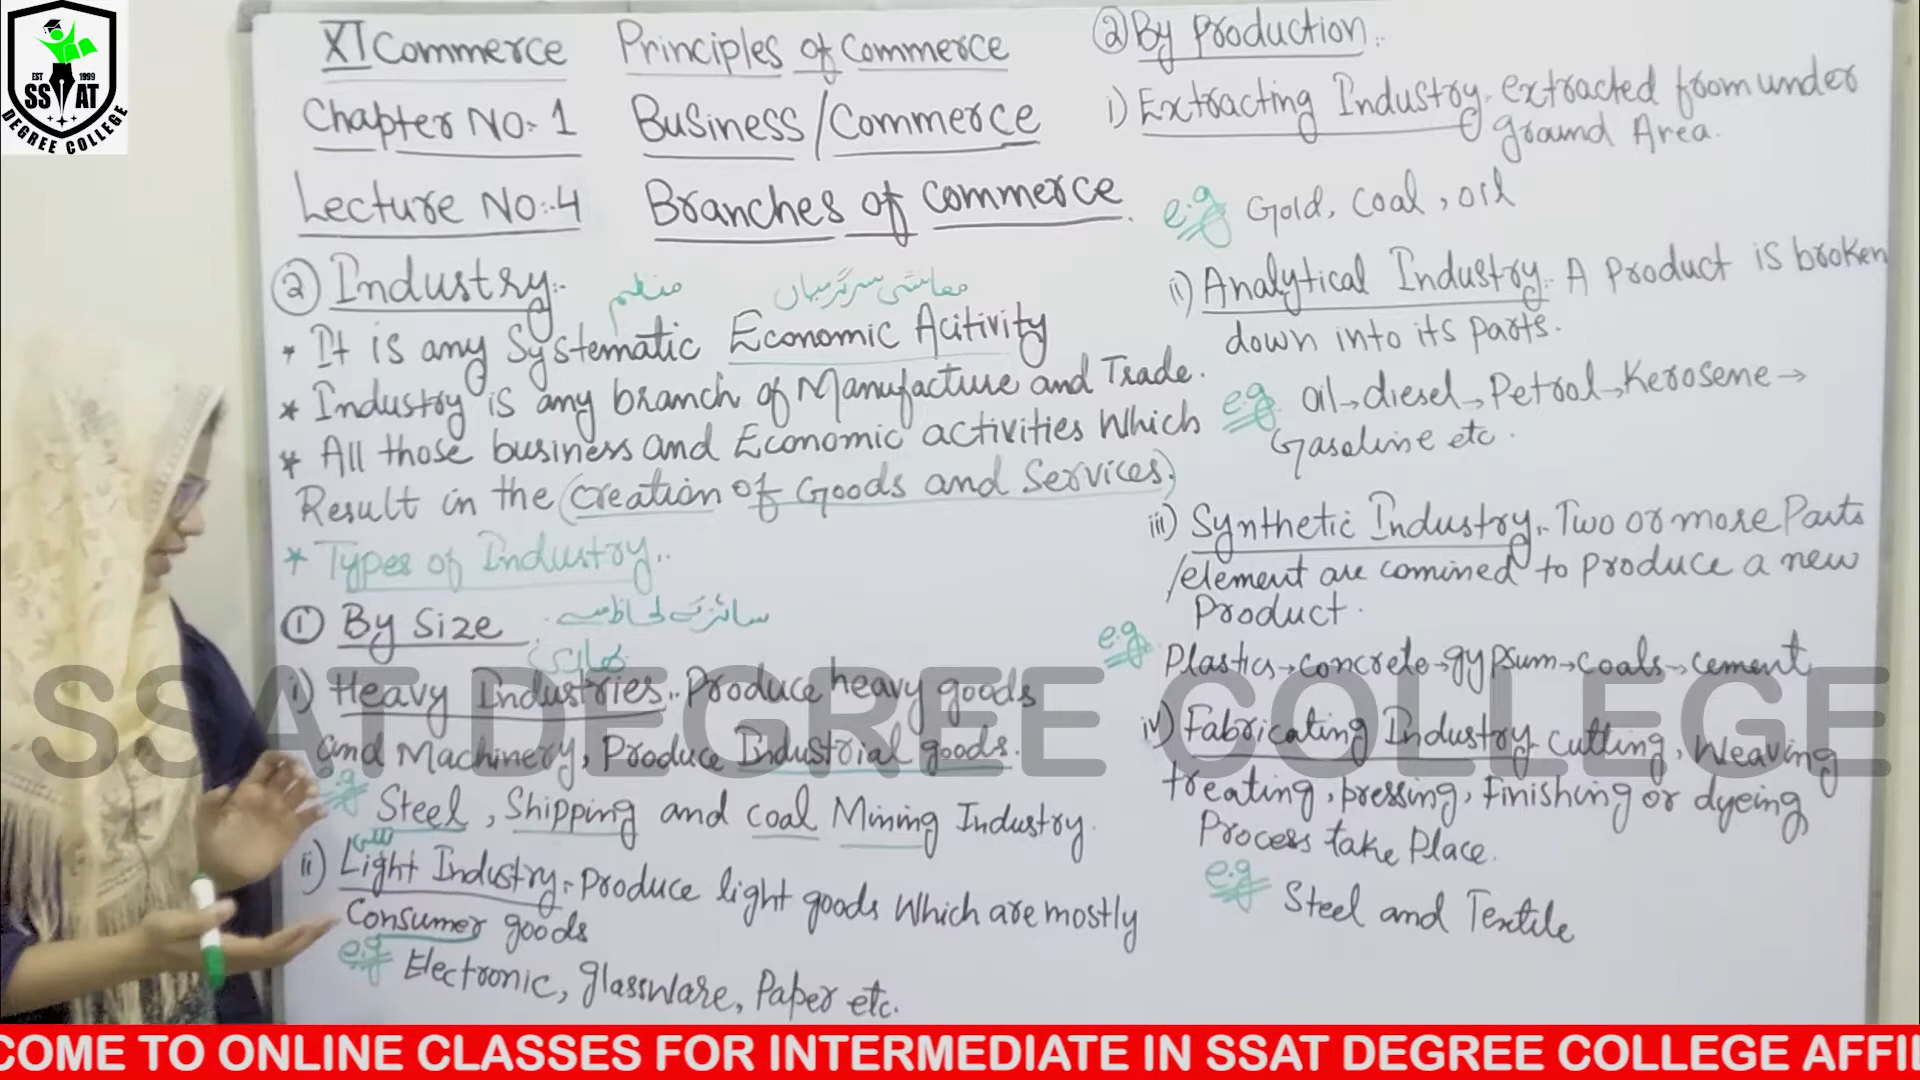 EST 1999
SSAT
DEGREE COLLEGE
XI Commerce Principles of Commerce
Chapter No:- 1 Business/Commerce
Lecture No:-4 Branches of Commerce
② Industry:-
منظم معاشی سرگرمیاں
* It is any Systematic Economic Acitivity
* Industry is any branch of Manufacture and Trade.
* All those business and Economic activities Which
Result in the (Creation of Goods and Services)
* Types of Industry:-
① By Size سائز کے لحاظ سے
بھاری
i) Heavy Industries:- Produce heavy goods
and Machinery, Produce Industrial goods.
e.g Steel, Shipping and Coal Mining Industry.
ii) Light Industry:- Produce light goods Which are mostly
Consumer goods
e.g Electronic, glassware, Paper etc.
② By Production:-
i) Extracting Industry:- extracted from under
ground Area.
e.g Gold, Coal, oil
ii) Analytical Industry:- A Product is broken
down into its parts.
e.g oil→diesel→Petrol→Kerosene→
Gasoline etc.
iii) Synthetic Industry:- Two or more Parts
/element are comined to Produce a new
Product.
e.g
Plastics→concrete→gypsum→coals→cement
iv) Fabricating Industry:- cutting, Weaving
treating, pressing, Finishing or dyeing
Process take Place.
e.g Steel and Textile
SSAT DEGREE COLLEGE
COME TO ONLINE CLASSES FOR INTERMEDIATE IN SSAT DEGREE COLLEGE AFFI